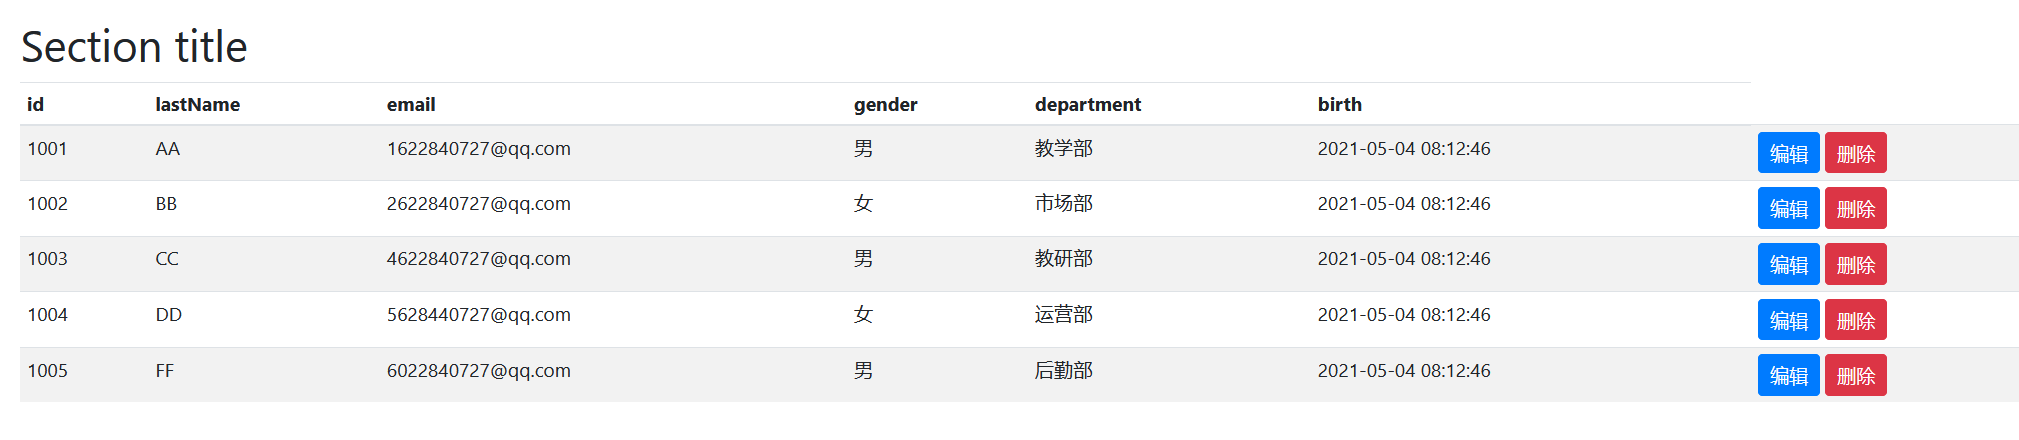 Section title
id lastName email gender department birth
1001 AA 1622840727@qq.com 男 教学部 2021-05-04 08:12:46 编辑 删除
1002 BB 2622840727@qq.com 女 市场部 2021-05-04 08:12:46 编辑 删除
1003 CC 4622840727@qq.com 男 教研部 2021-05-04 08:12:46 编辑 删除
1004 DD 5628440727@qq.com 女 运营部 2021-05-04 08:12:46 编辑 删除
1005 FF 6022840727@qq.com 男 后勤部 2021-05-04 08:12:46 编辑 删除